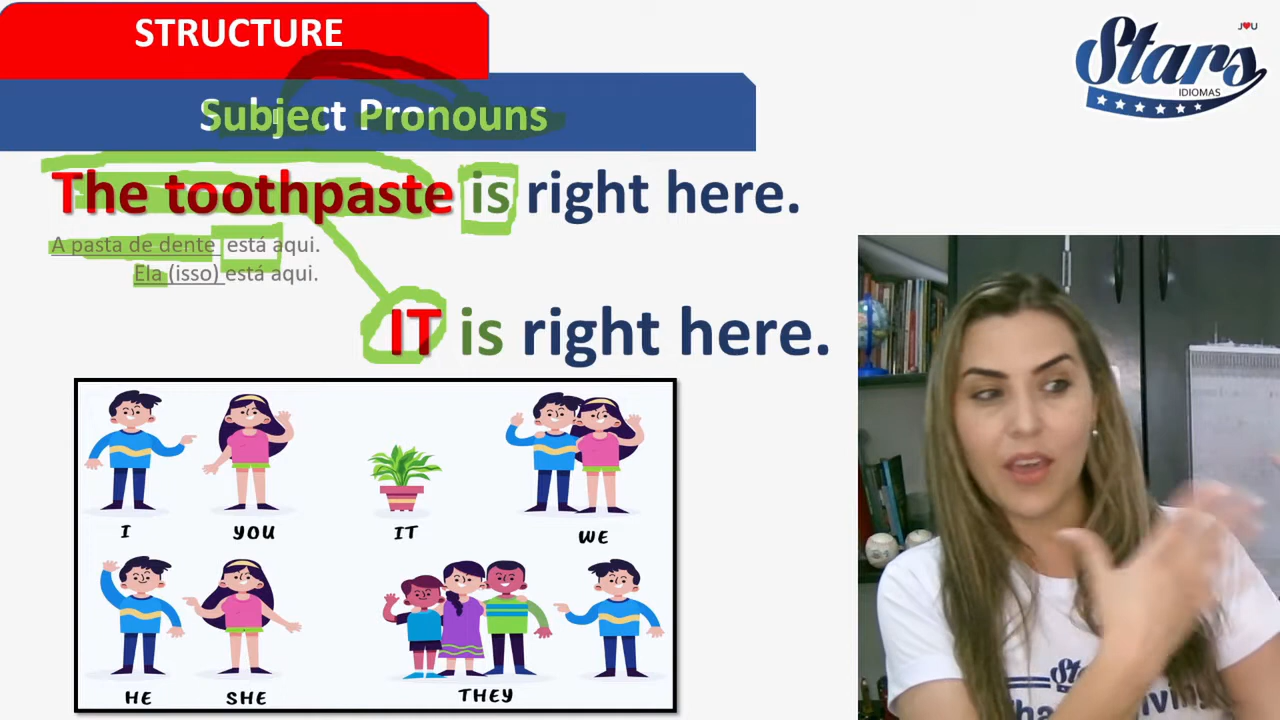 STRUCTURE
Subject Pronouns
The toothpaste is right here.
A pasta de dente está aqui.
Ela (isso) está aqui.
IT is right here.
I
YOU
IT
WE
HE
SHE
THEY
J♥U
Stars
IDIOMAS